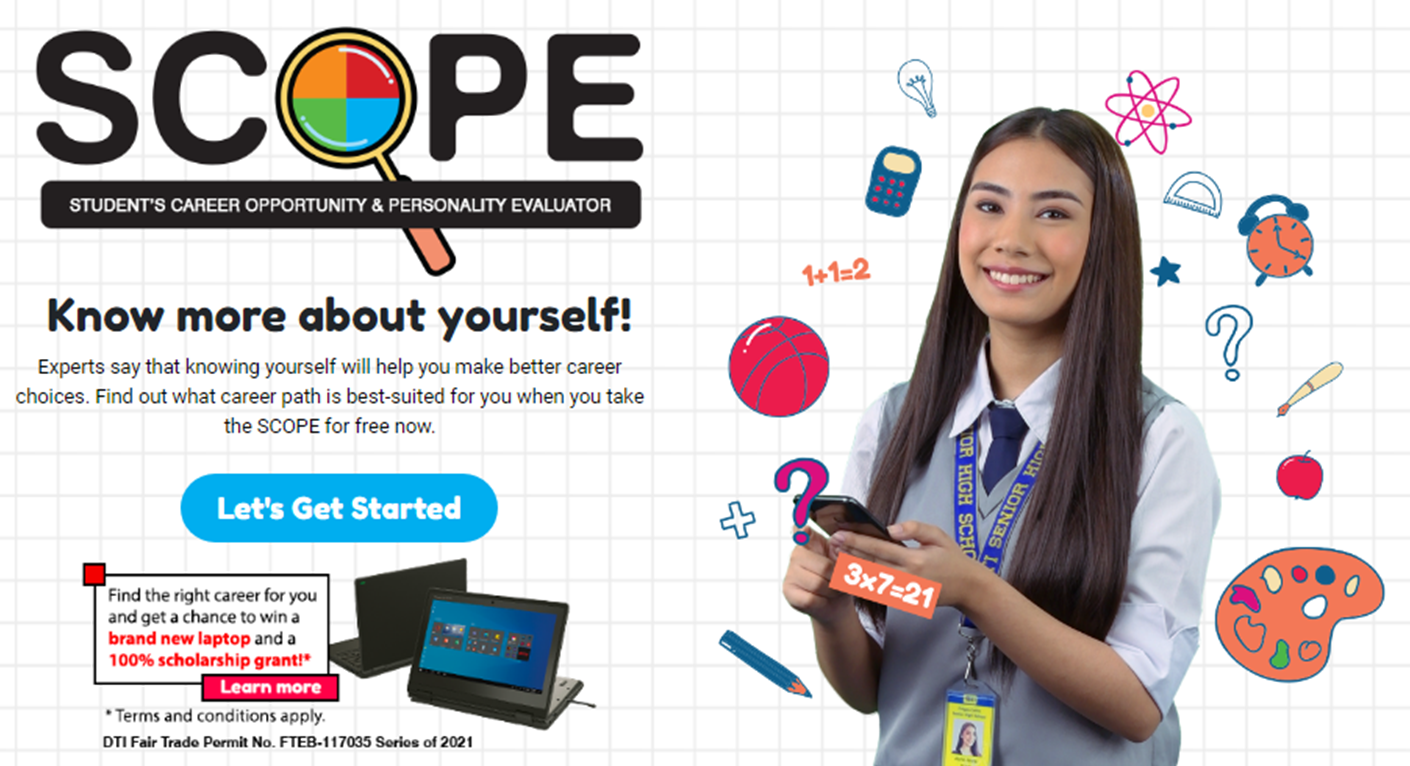 SCOPE
STUDENT'S CAREER OPPORTUNITY & PERSONALITY EVALUATOR
Know more about yourself!
Experts say that knowing yourself will help you make better career
choices. Find out what career path is best-suited for you when you take
the SCOPE for free now.
Let's Get Started
Find the right career for you
and get a chance to win a
brand new laptop and a
100% scholarship grant!*
Learn more
* Terms and conditions apply.
DTI Fair Trade Permit No. FTEB-117035 Series of 2021
1+1=2
?
?
3x7=21
IOR HIGH SCHO
TI SENIOR HIG